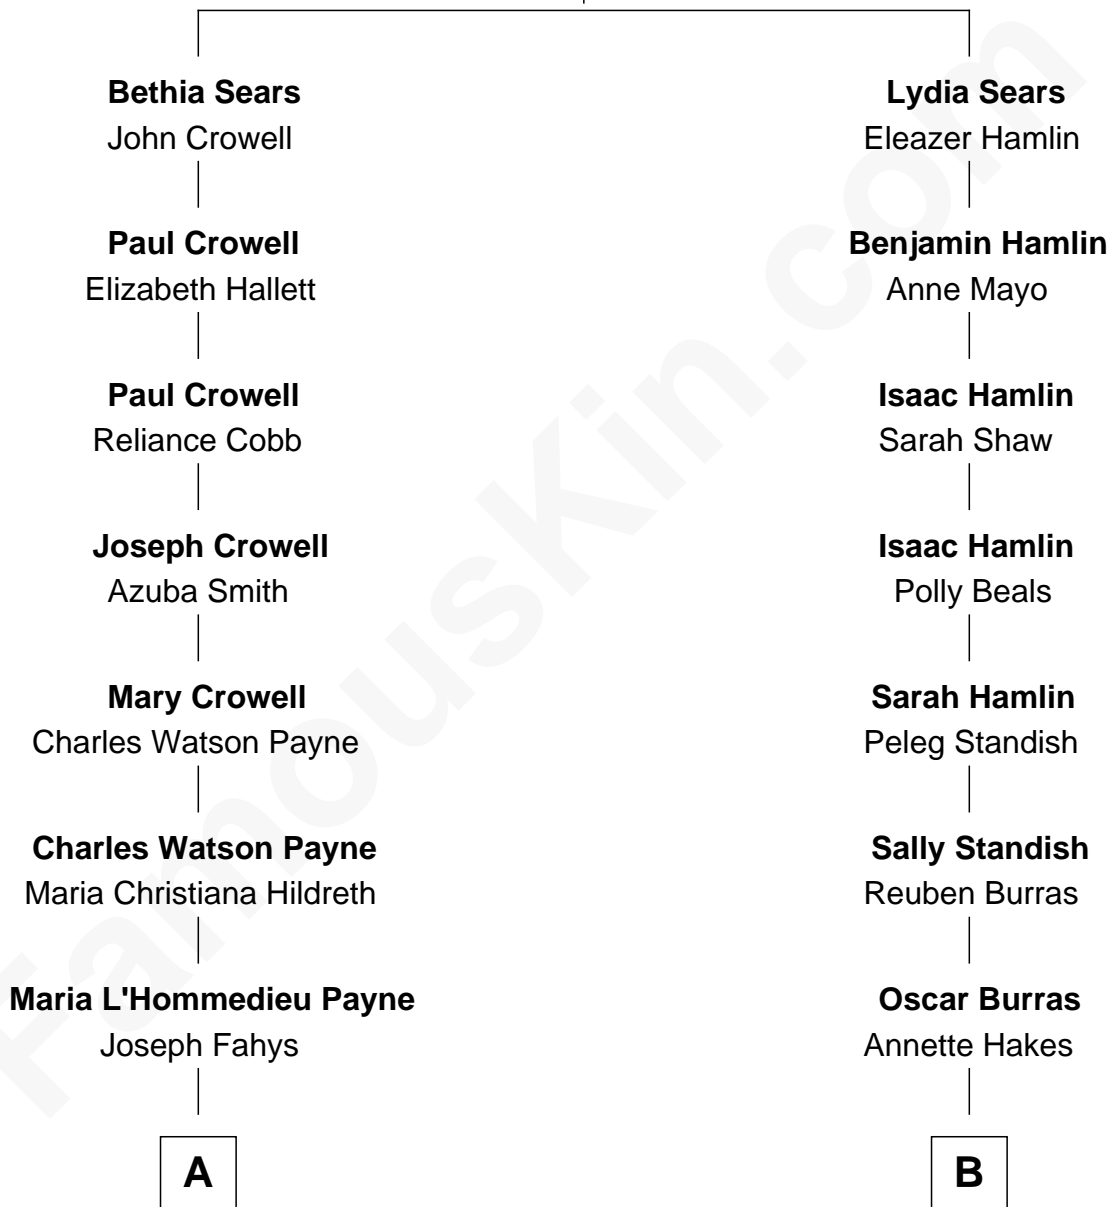 Bethia Sears
John Crowell
Paul Crowell
Elizabeth Hallett
Paul Crowell
Reliance Cobb
Joseph Crowell
Azuba Smith
Mary Crowell
Charles Watson Payne
Charles Watson Payne
Maria Christiana Hildreth
Maria L'Hommedieu Payne
Joseph Fahys
A
Lydia Sears
Eleazer Hamlin
Benjamin Hamlin
Anne Mayo
Isaac Hamlin
Sarah Shaw
Isaac Hamlin
Polly Beals
Sarah Hamlin
Peleg Standish
Sally Standish
Reuben Burras
Oscar Burras
Annette Hakes
B
FamousKin.com